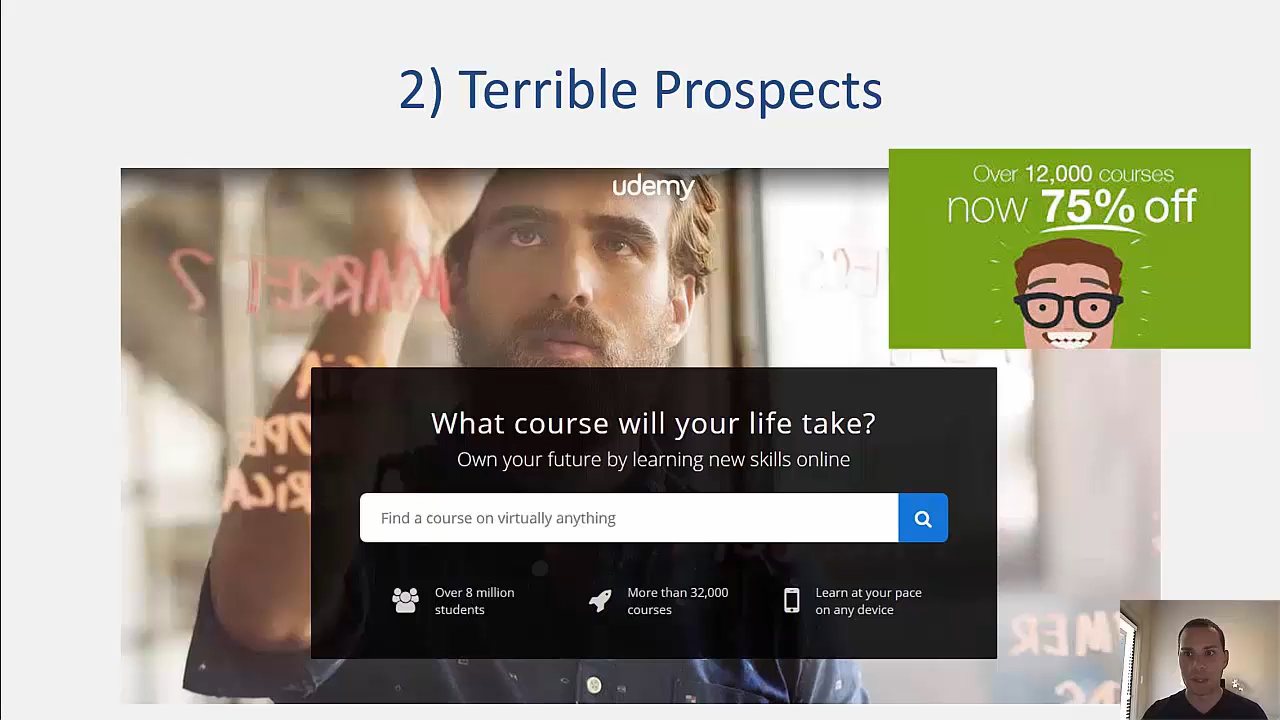 2) Terrible Prospects
udemy
Over 12,000 courses
now 75% off
MARKET?
What course will your life take?
Own your future by learning new skills online
Find a course on virtually anything
Over 8 million
students
More than 32,000
courses
Learn at your pace
on any device